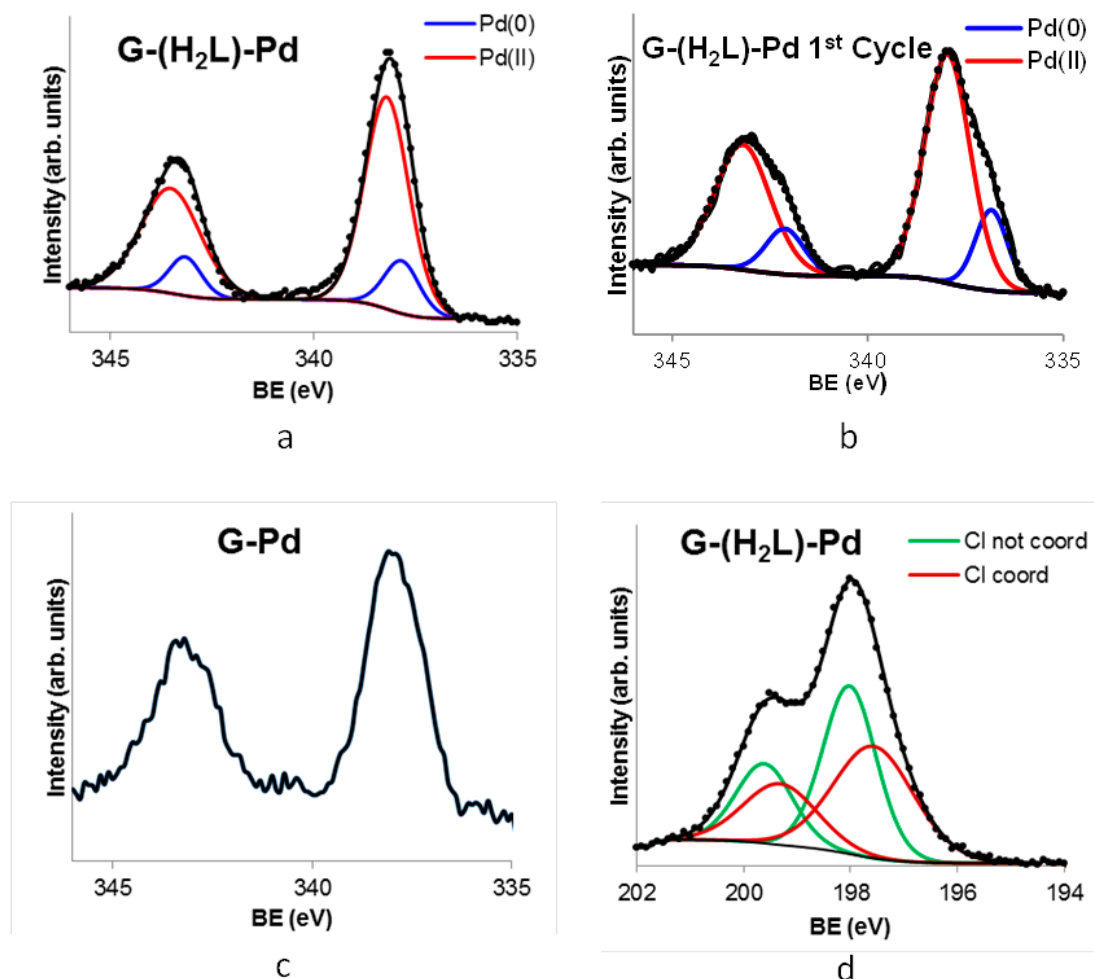 G-(H₂L)-Pd
Pd(0)
Pd(II)
Intensity (arb. units)
345
340
335
BE (eV)
a
G-(H₂L)-Pd 1ˢᵗ Cycle
Pd(0)
Pd(II)
Intensity (arb. units)
345
340
335
BE (eV)
b
G-Pd
Intensity (arb. units)
345
340
335
BE (eV)
c
G-(H₂L)-Pd
Cl not coord
Cl coord
Intensity (arb. units)
202
200
198
196
194
BE (eV)
d